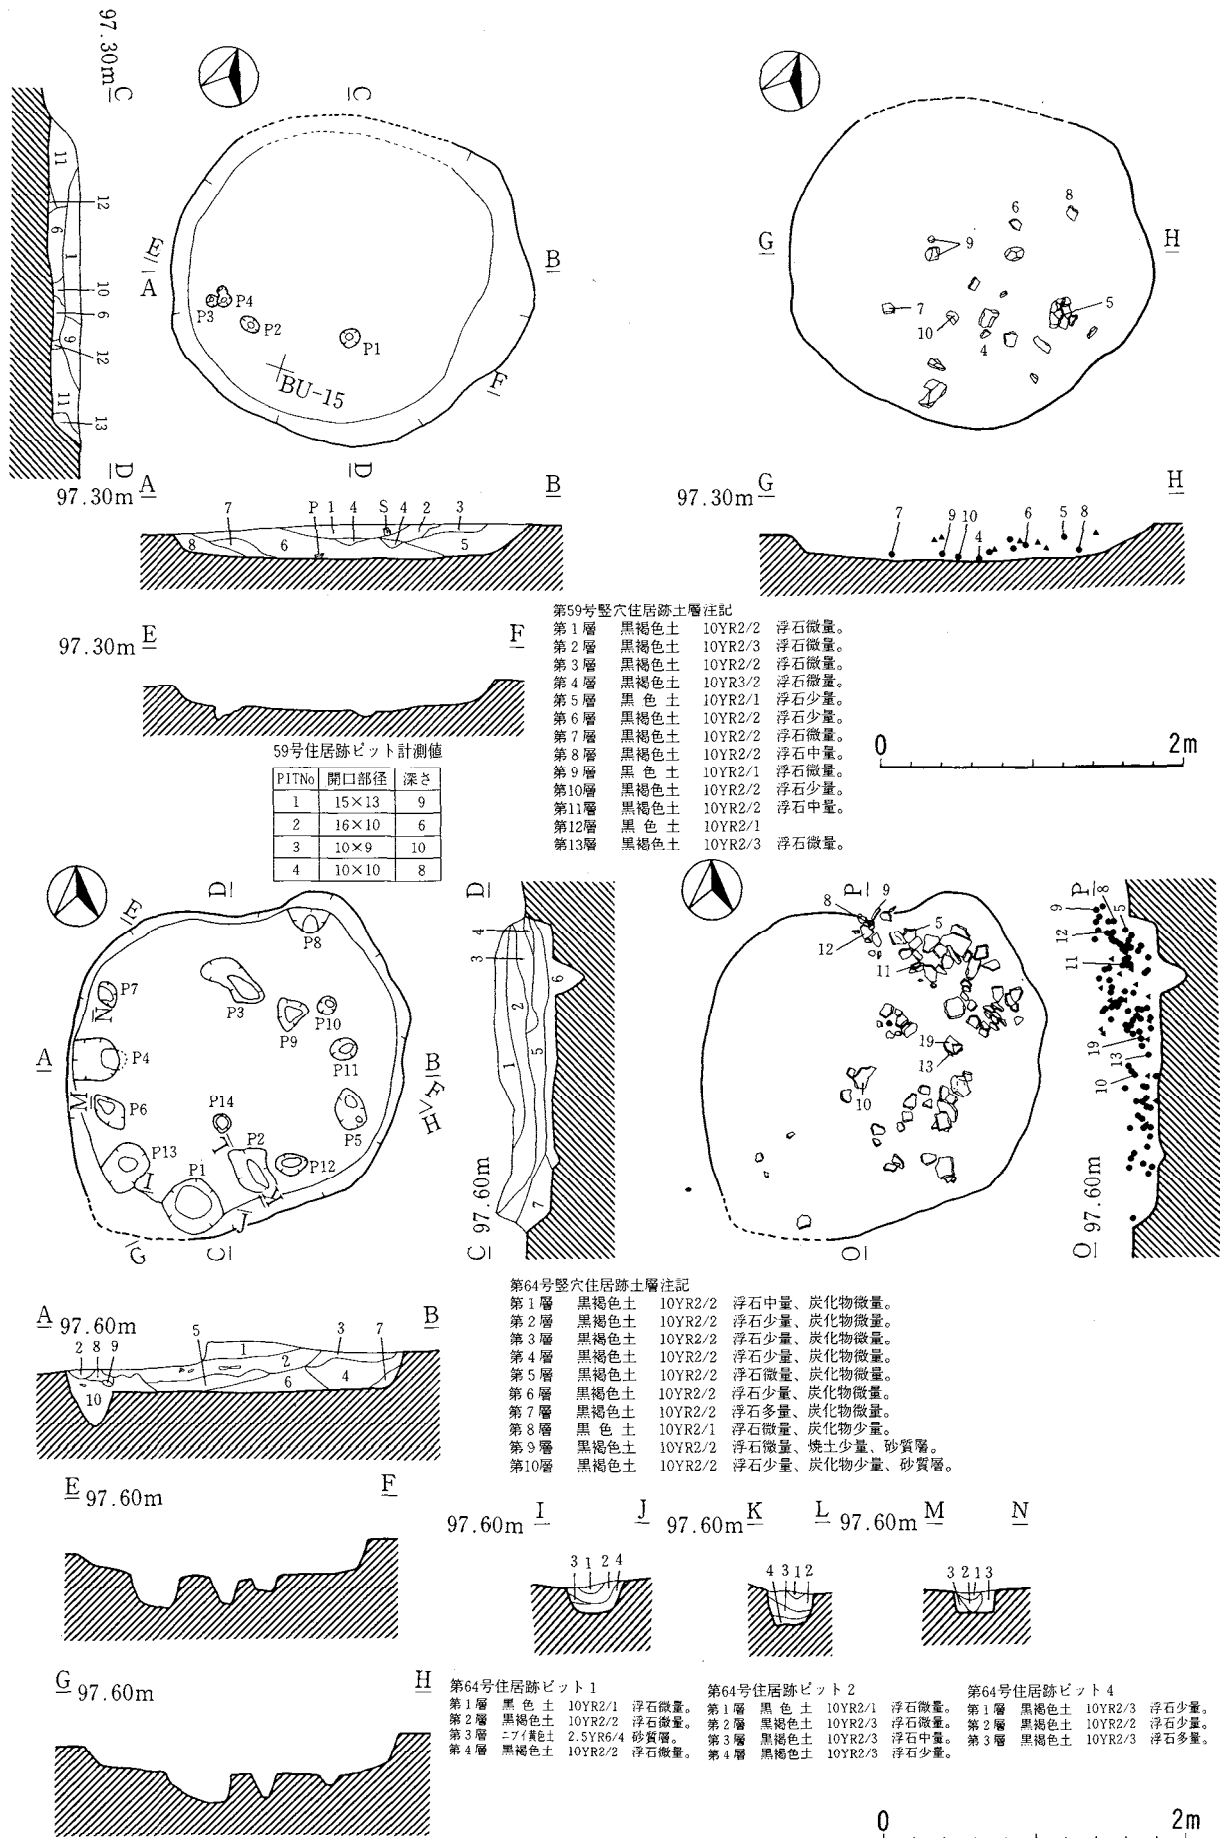 97.30m C
C
E
A
B
P3
P4
P2
P1
BU-15
F
D
11
12
6
1
10
6
9
12
11
13
D
G
H
6
8
9
7
10
4
5
97.30m A
B
7 P 1 4 S 4 2 3
8 6 5
97.30m G
H
7 9 10 4 6 5 8
97.30m E
F
第59号竪穴住居跡土層注記
第1層 黒褐色土 10YR2/2 浮石微量。
第2層 黒褐色土 10YR2/3 浮石微量。
第3層 黒褐色土 10YR2/2 浮石微量。
第4層 黒褐色土 10YR3/2 浮石微量。
第5層 黒色土 10YR2/1 浮石少量。
第6層 黒褐色土 10YR2/2 浮石少量。
第7層 黒褐色土 10YR2/2 浮石微量。
第8層 黒褐色土 10YR2/2 浮石中量。
第9層 黒色土 10YR2/1 浮石微量。
第10層 黒褐色土 10YR2/2 浮石少量。
第11層 黒褐色土 10YR2/2 浮石中量。
第12層 黒色土 10YR2/1
第13層 黒褐色土 10YR2/3 浮石微量。
0 2m
59号住居跡ピット計測値
PITNo 開口部径 深さ
1 15×13 9
2 16×10 6
3 10×9 10
4 10×10 8
D
E
P8
P7
N
P3
P9
P10
A
P4
P11
B
F
H
M
P6
P14
P5
L
P13
P2
P12
P1
I
K
J
G
C
D
4
3
2
6
1
5
7
C 97.60m
P
8
9
12
5
11
19
13
10
O
P
9
8
5
12
11
19
13
10
O 97.60m
第64号竪穴住居跡土層注記
第1層 黒褐色土 10YR2/2 浮石中量、炭化物微量。
第2層 黒褐色土 10YR2/2 浮石少量、炭化物微量。
第3層 黒褐色土 10YR2/2 浮石少量、炭化物微量。
第4層 黒褐色土 10YR2/2 浮石少量、炭化物微量。
第5層 黒褐色土 10YR2/2 浮石微量、炭化物微量。
第6層 黒褐色土 10YR2/2 浮石少量、炭化物微量。
第7層 黒褐色土 10YR2/2 浮石多量、炭化物微量。
第8層 黒色土 10YR2/1 浮石微量、炭化物少量。
第9層 黒褐色土 10YR2/2 浮石微量、焼土少量、砂質層。
第10層 黒褐色土 10YR2/2 浮石少量、炭化物少量、砂質層。
A 97.60m
B
2 8 9 5 1 2 3 7
10 6 4
E 97.60m
F
97.60m I J
3 1 2 4
97.60m K L
4 3 1 2
97.60m M N
3 2 1 3
G 97.60m
H
第64号住居跡ピット1
第1層 黒色土 10YR2/1 浮石微量。
第2層 黒褐色土 10YR2/2 浮石微量。
第3層 ニブイ黄色土 2.5YR6/4 砂質層。
第4層 黒褐色土 10YR2/2 浮石微量。
第64号住居跡ピット2
第1層 黒色土 10YR2/1 浮石微量。
第2層 黒褐色土 10YR2/3 浮石微量。
第3層 黒褐色土 10YR2/3 浮石中量。
第4層 黒褐色土 10YR2/3 浮石少量。
第64号住居跡ピット4
第1層 黒褐色土 10YR2/3 浮石少量。
第2層 黒褐色土 10YR2/2 浮石少量。
第3層 黒褐色土 10YR2/3 浮石多量。
0 2m